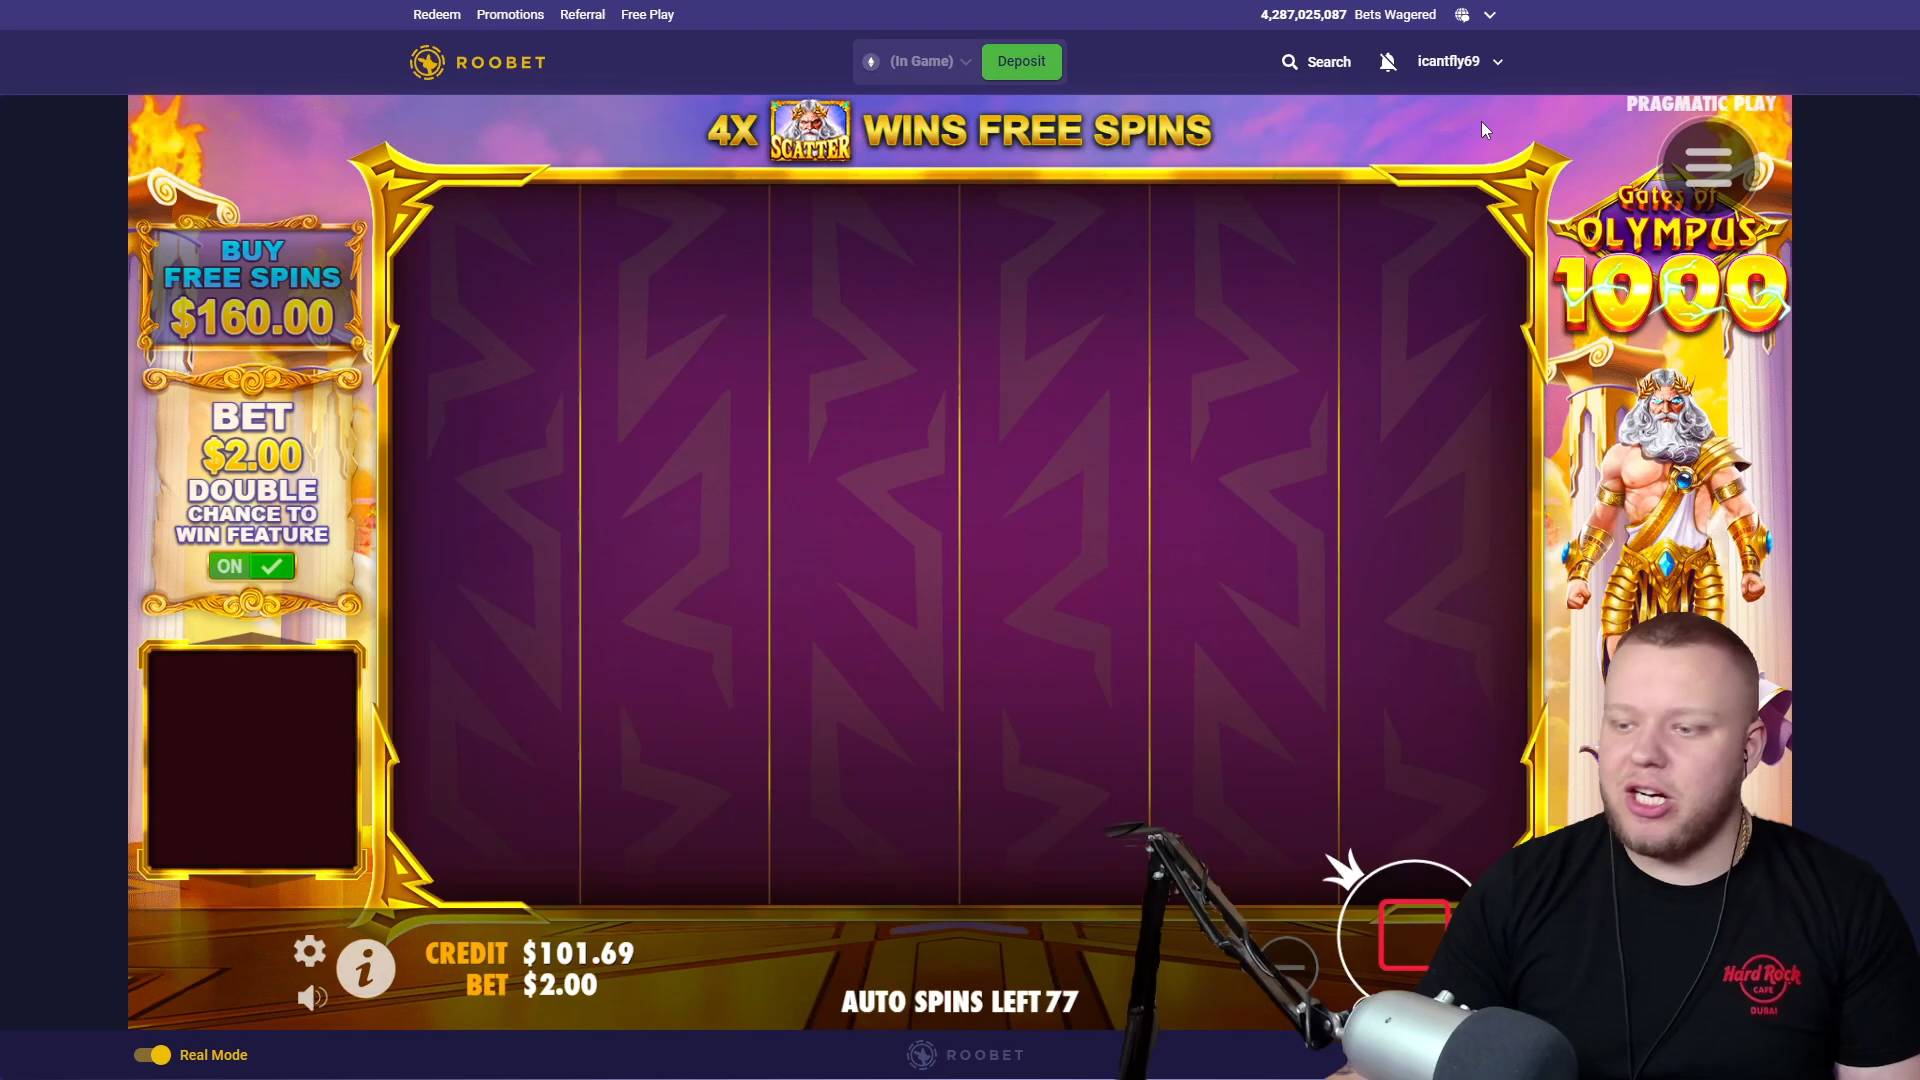 Redeem Promotions Referral Free Play
4,287,025,087 Bets Wagered
ROOBET
(In Game) Deposit
Search icantfly69
PRAGMATIC PLAY
4X SCATTER WINS FREE SPINS
Gates of
OLYMPUS
1000
BUY
FREE SPINS
$160.00
BET
$2.00
DOUBLE
CHANCE TO
WIN FEATURE
ON
CREDIT $101.69
BET $2.00
AUTO SPINS LEFT 77
Hard Rock
CAFE
DUBAI
Real Mode
ROOBET